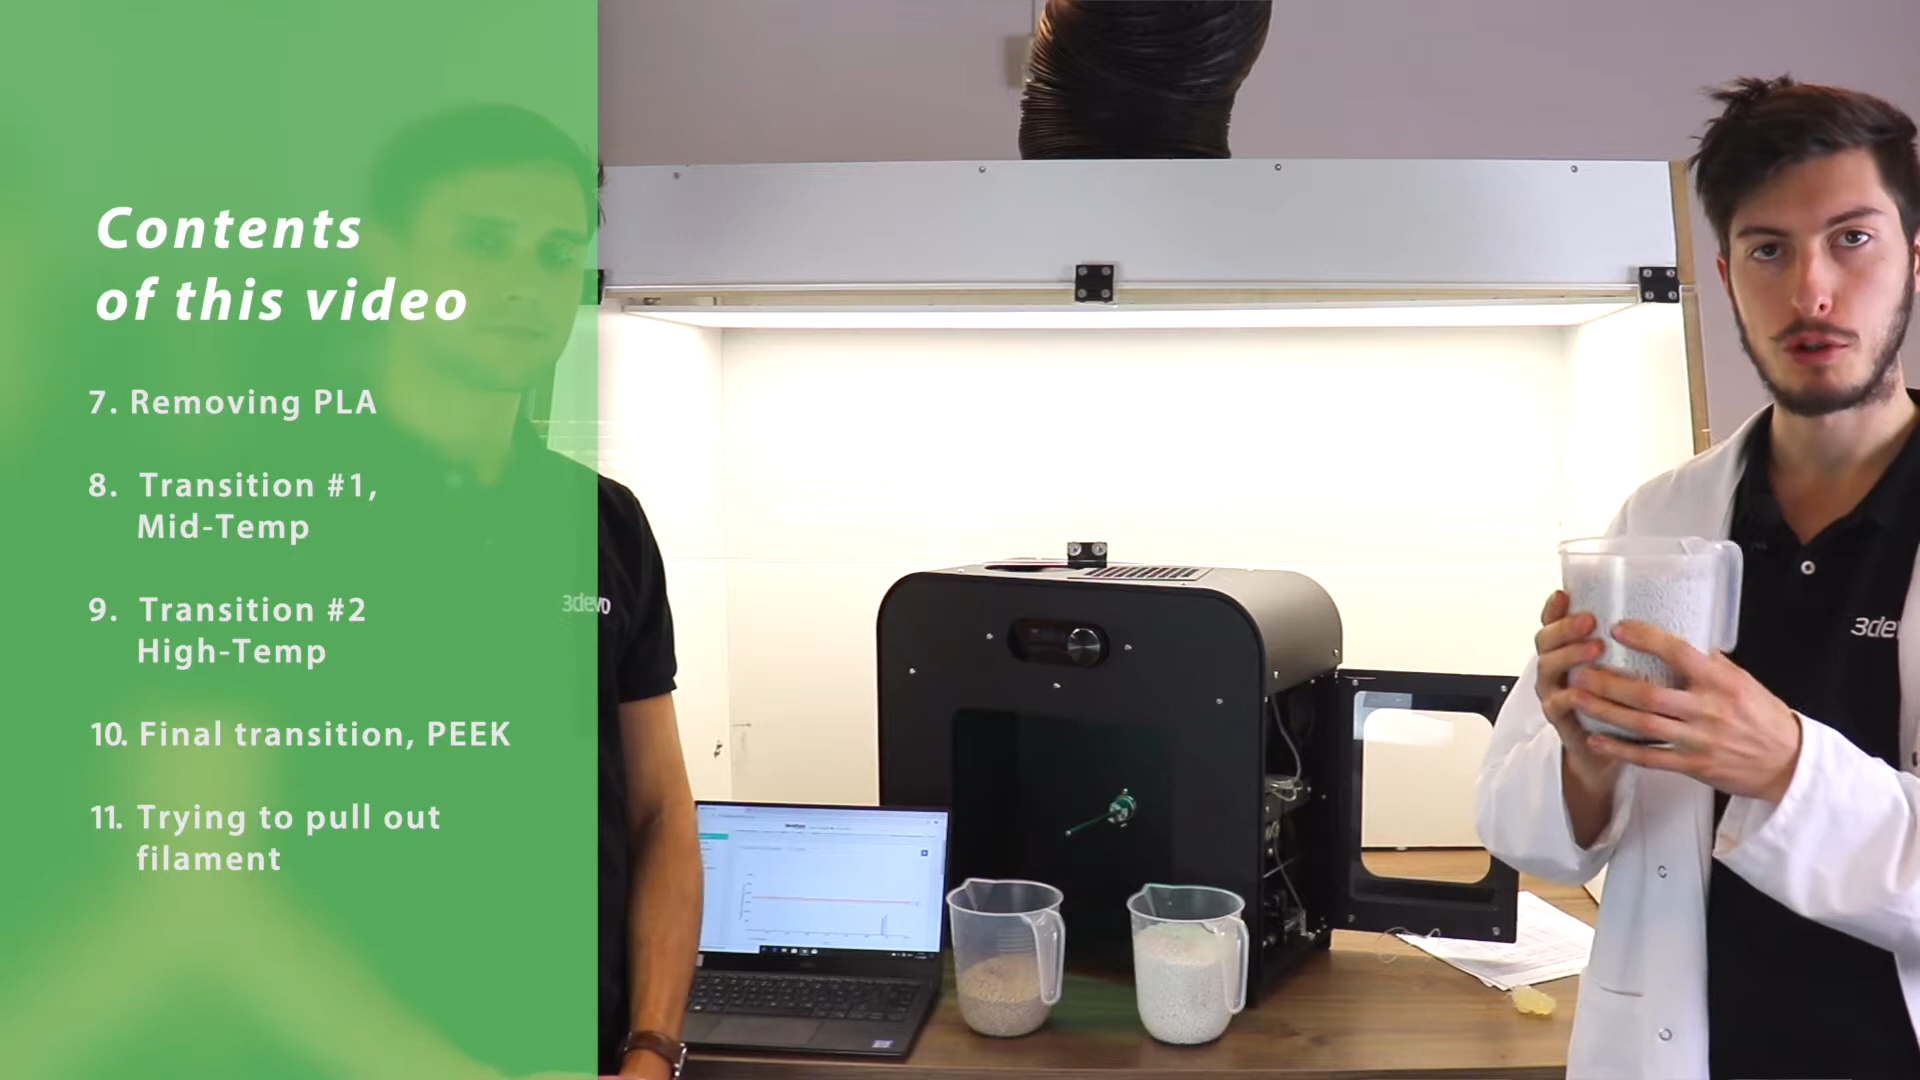 Contents
of this video
7. Removing PLA
8. Transition #1,
Mid-Temp
9. Transition #2
High-Temp
10. Final transition, PEEK
11. Trying to pull out
filament
3devo
3dev